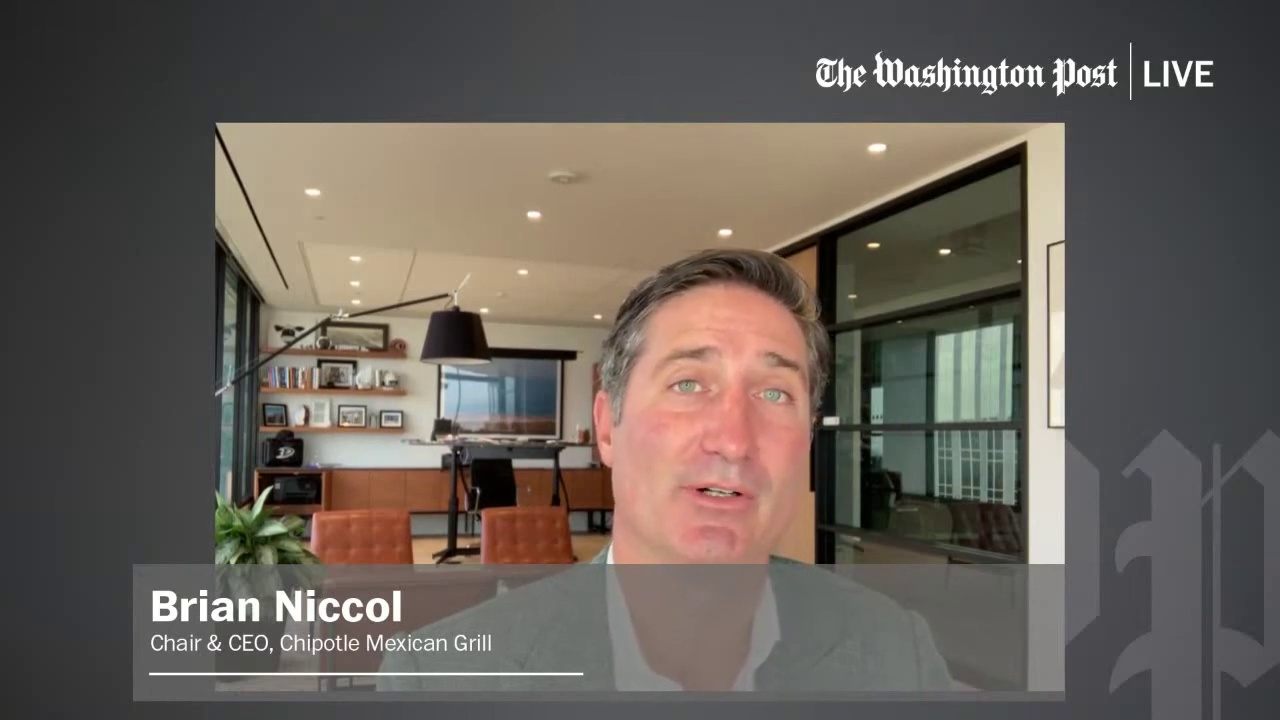 The Washington Post LIVE
Brian Niccol
Chair & CEO, Chipotle Mexican Grill